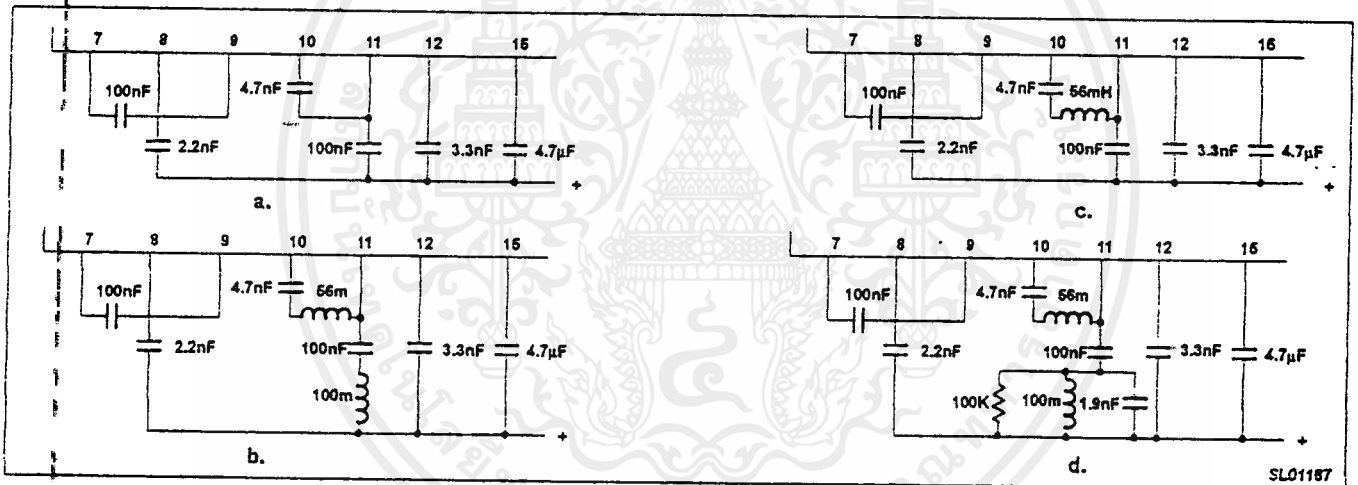 7 8 9 10 11 12 15
100nF
4.7nF
2.2nF
100nF
3.3nF
4.7μF
+
a.
7 8 9 10 11 12 15
100nF
4.7nF
56mH
2.2nF
100nF
3.3nF
4.7μF
+
c.
7 8 9 10 11 12 15
100nF
4.7nF
56m
2.2nF
100nF
3.3nF
4.7μF
100m
+
b.
7 8 9 10 11 12 15
100nF
4.7nF
56m
2.2nF
100nF
3.3nF
4.7μF
100K
100m
1.9nF
+
d.
SL01167